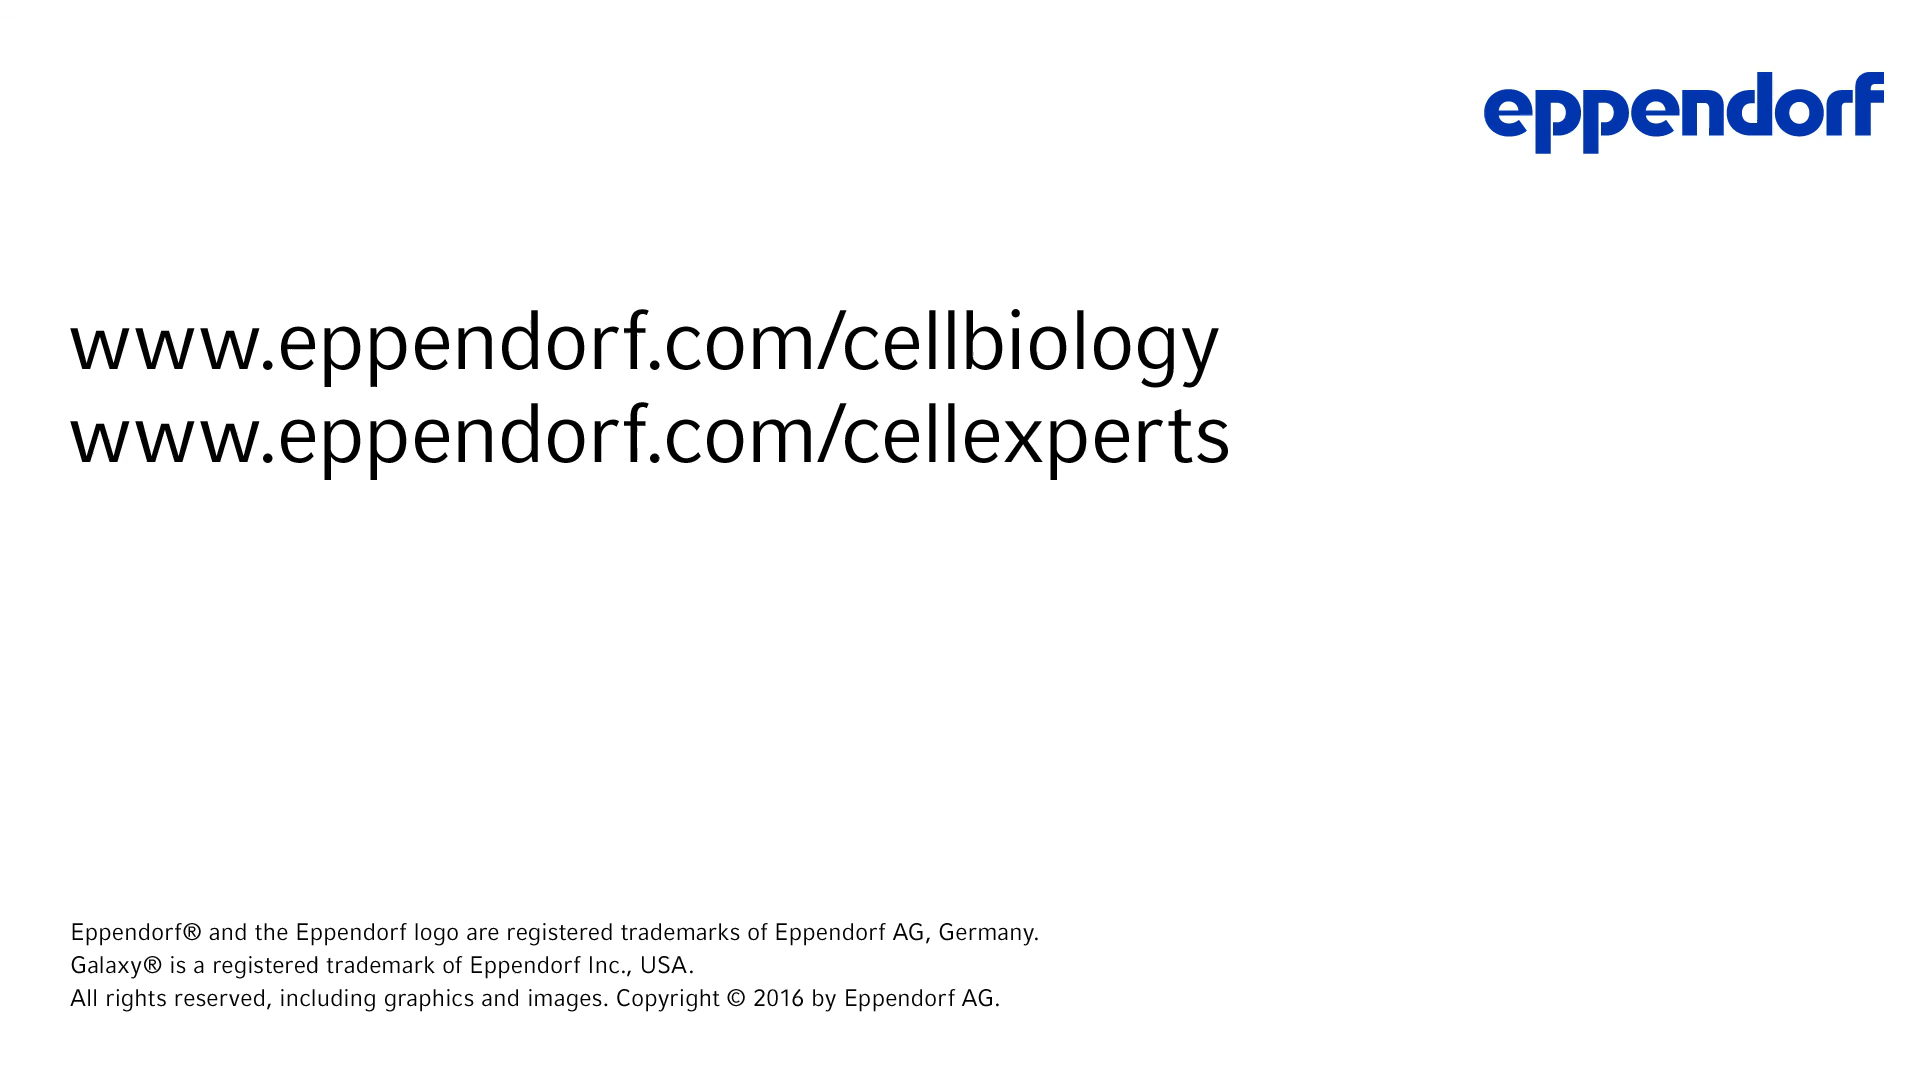 eppendorf
www.eppendorf.com/cellbiology
www.eppendorf.com/cellexperts
Eppendorf® and the Eppendorf logo are registered trademarks of Eppendorf AG, Germany.
Galaxy® is a registered trademark of Eppendorf Inc., USA.
All rights reserved, including graphics and images. Copyright © 2016 by Eppendorf AG.